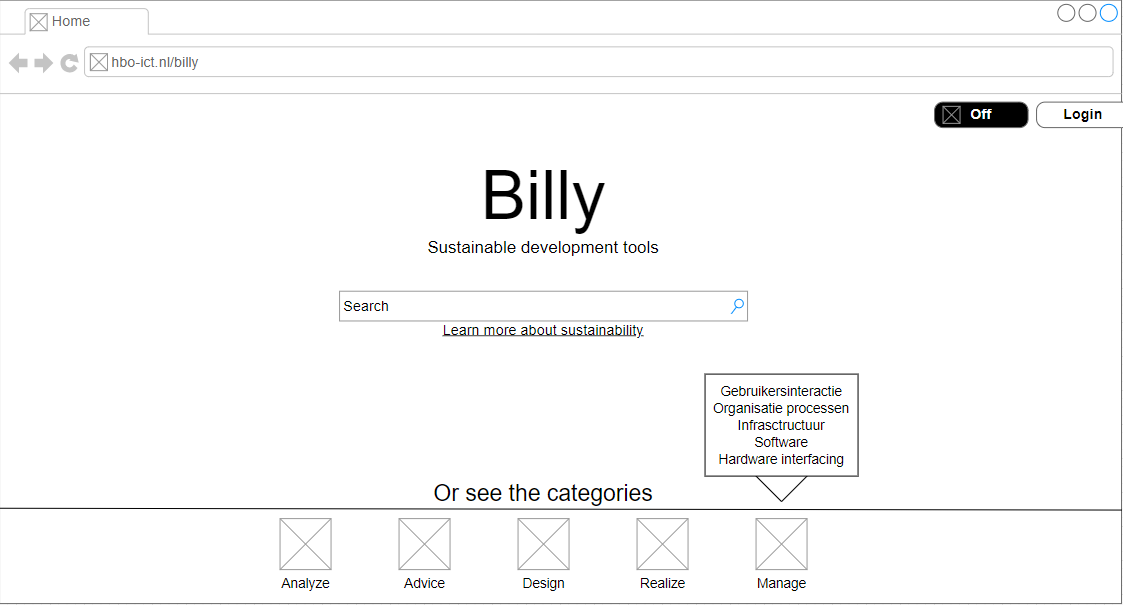 Home
hbo-ict.nl/billy
Off
Login
Billy
Sustainable development tools
Search
Learn more about sustainability
Gebruikersinteractie
Organisatie processen
Infrasctructuur
Software
Hardware interfacing
Or see the categories
Analyze
Advice
Design
Realize
Manage